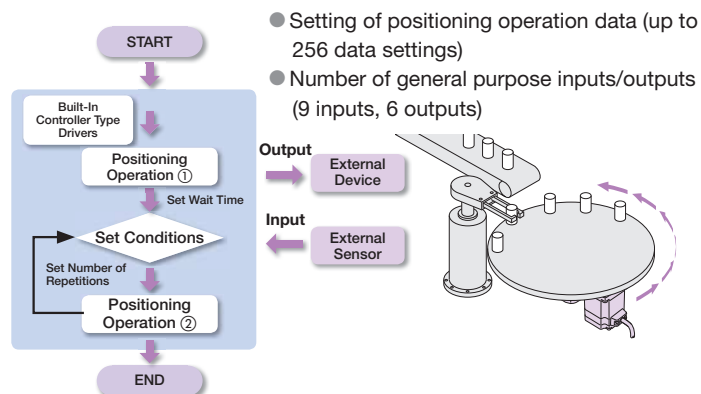 START
Built-In
Controller Type
Drivers
Positioning
Operation ①
Set Wait Time
Set Conditions
Set Number of
Repetitions
Positioning
Operation ②
END
Output
External
Device
Input
External
Sensor
● Setting of positioning operation data (up to
256 data settings)
● Number of general purpose inputs/outputs
(9 inputs, 6 outputs)